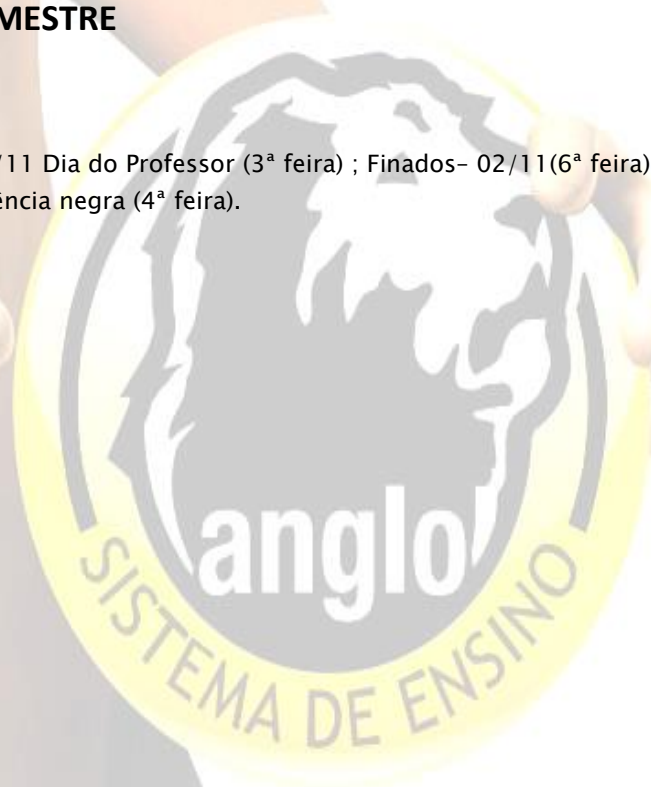 MESTRE
/11 Dia do Professor (3ª feira) ; Finados– 02/11(6ª feira)
ência negra (4ª feira).
anglo
SISTEMA DE ENSINO